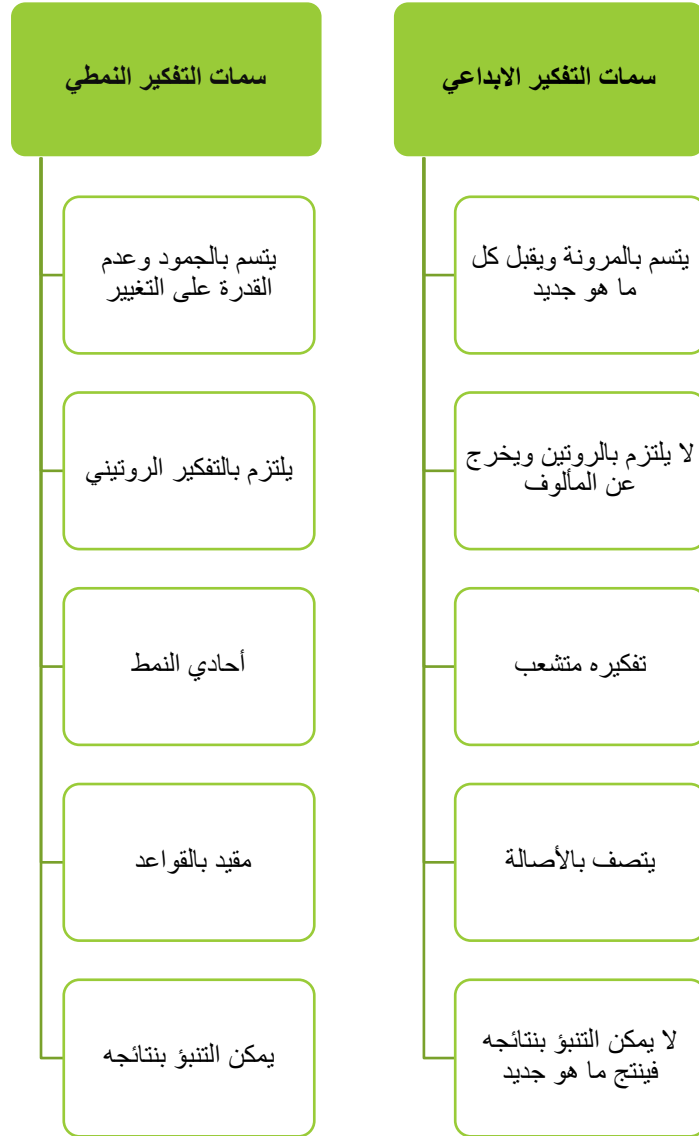 سمات التفكير الابداعي
يتسم بالمرونة ويقبل كل
ما هو جديد
لا يلتزم بالروتين ويخرج
عن المألوف
تفكيره متشعب
يتصف بالأصالة
لا يمكن التنبؤ بنتائجه
فينتج ما هو جديد
سمات التفكير النمطي
يتسم بالجمود وعدم
القدرة على التغيير
يلتزم بالتفكير الروتيني
أحادي النمط
مقيد بالقواعد
يمكن التنبؤ بنتائجه